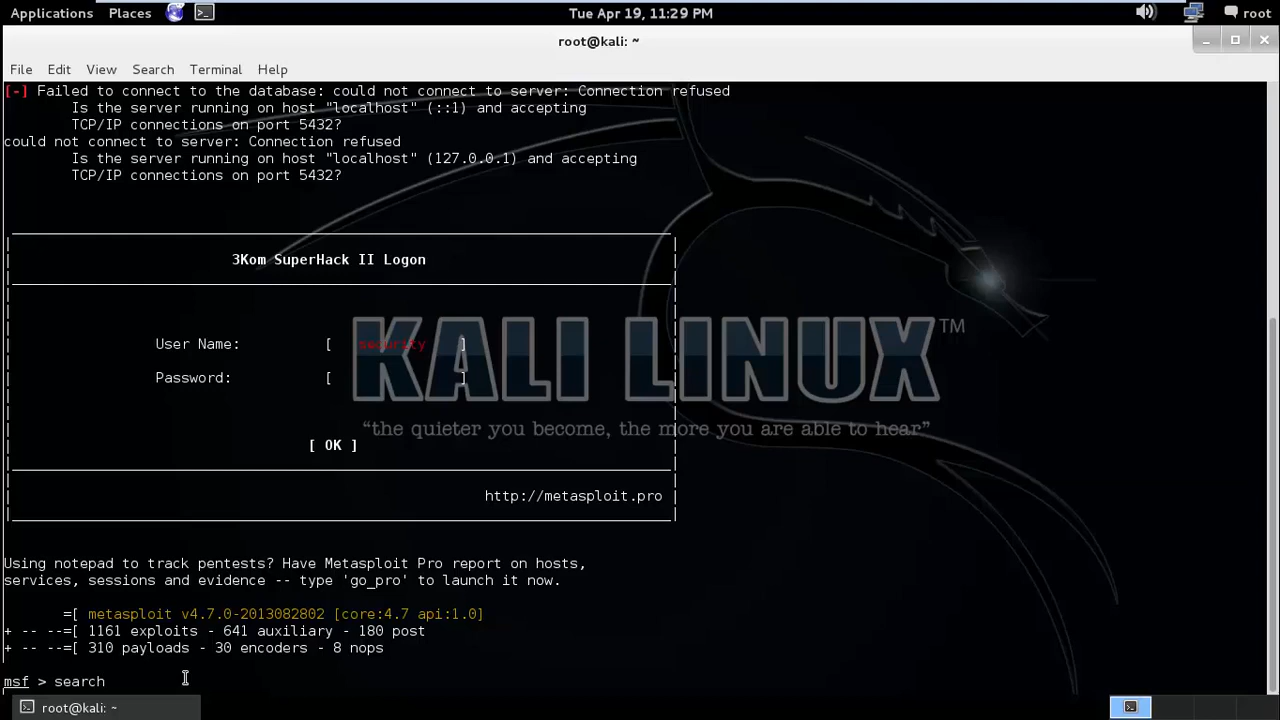 Applications Places Tue Apr 19, 11:29 PM root
root@kali: ~
File Edit View Search Terminal Help
[-] Failed to connect to the database: could not connect to server: Connection refused
Is the server running on host "localhost" (::1) and accepting
TCP/IP connections on port 5432?
could not connect to server: Connection refused
Is the server running on host "localhost" (127.0.0.1) and accepting
TCP/IP connections on port 5432?
3Kom SuperHack II Logon
User Name: [ security ]
Password: [ ]
[ OK ]
http://metasploit.pro
KALI LINUX™
“the quieter you become, the more you are able to hear”
Using notepad to track pentests? Have Metasploit Pro report on hosts,
services, sessions and evidence -- type 'go_pro' to launch it now.
=[ metasploit v4.7.0-2013082802 [core:4.7 api:1.0]
+ -- --=[ 1161 exploits - 641 auxiliary - 180 post
+ -- --=[ 310 payloads - 30 encoders - 8 nops
msf > search
root@kali: ~